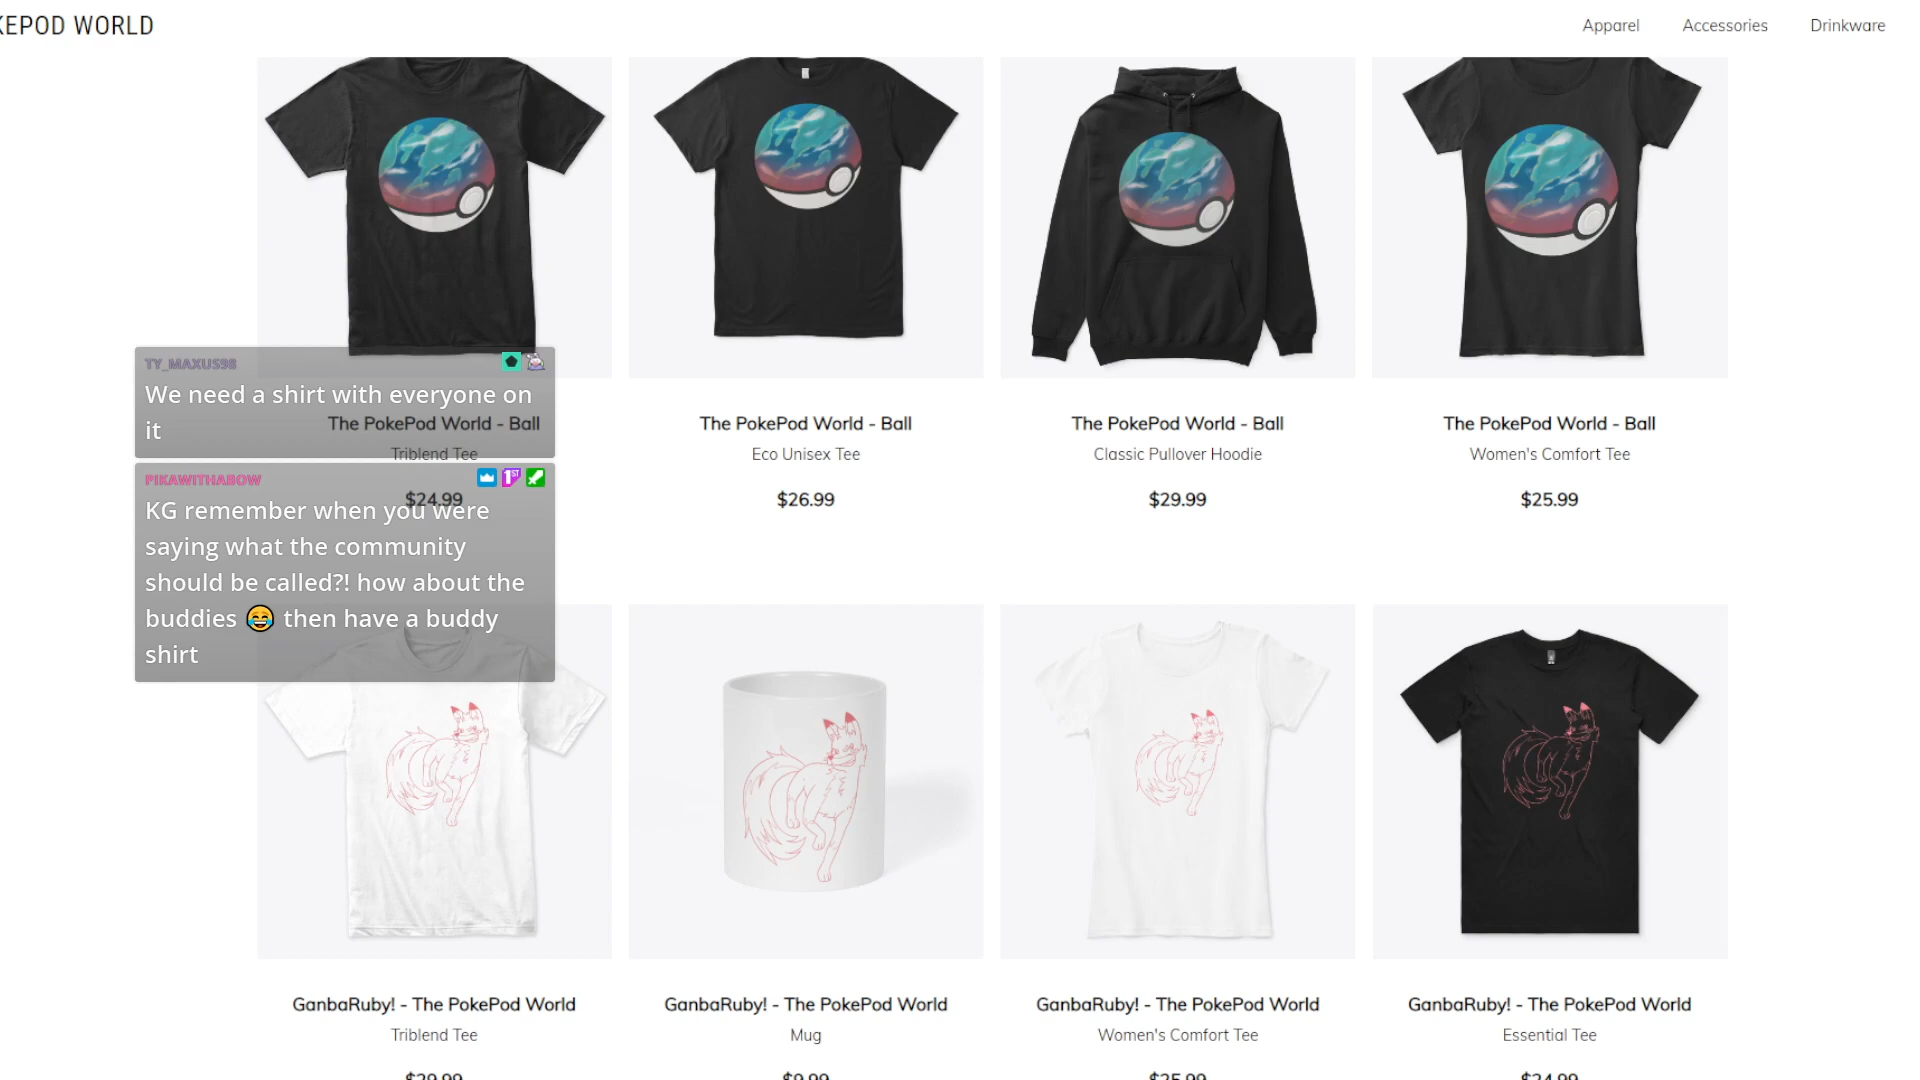 KEPOD WORLD
Apparel
Accessories
Drinkware
TY_MAXUS98
We need a shirt with everyone on
it
The PokePod World - Ball
Triblend Tee
$24.99
The PokePod World - Ball
Eco Unisex Tee
$26.99
The PokePod World - Ball
Classic Pullover Hoodie
$29.99
The PokePod World - Ball
Women's Comfort Tee
$25.99
PIKAWITHABOW
1ST
KG remember when you were
saying what the community
should be called?! how about the
buddies 😂 then have a buddy
shirt
GanbaRuby! - The PokePod World
Triblend Tee
$29.99
GanbaRuby! - The PokePod World
Mug
$9.99
GanbaRuby! - The PokePod World
Women's Comfort Tee
$25.99
GanbaRuby! - The PokePod World
Essential Tee
$24.99